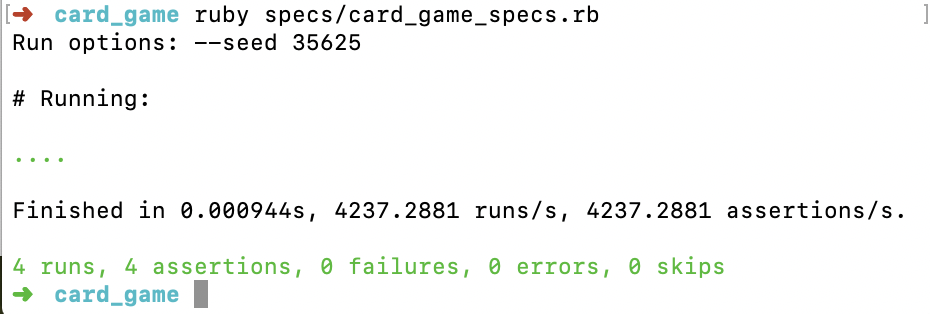 [➜ card_game ruby specs/card_game_specs.rb ]
Run options: --seed 35625
# Running:
....
Finished in 0.000944s, 4237.2881 runs/s, 4237.2881 assertions/s.
4 runs, 4 assertions, 0 failures, 0 errors, 0 skips
➜ card_game